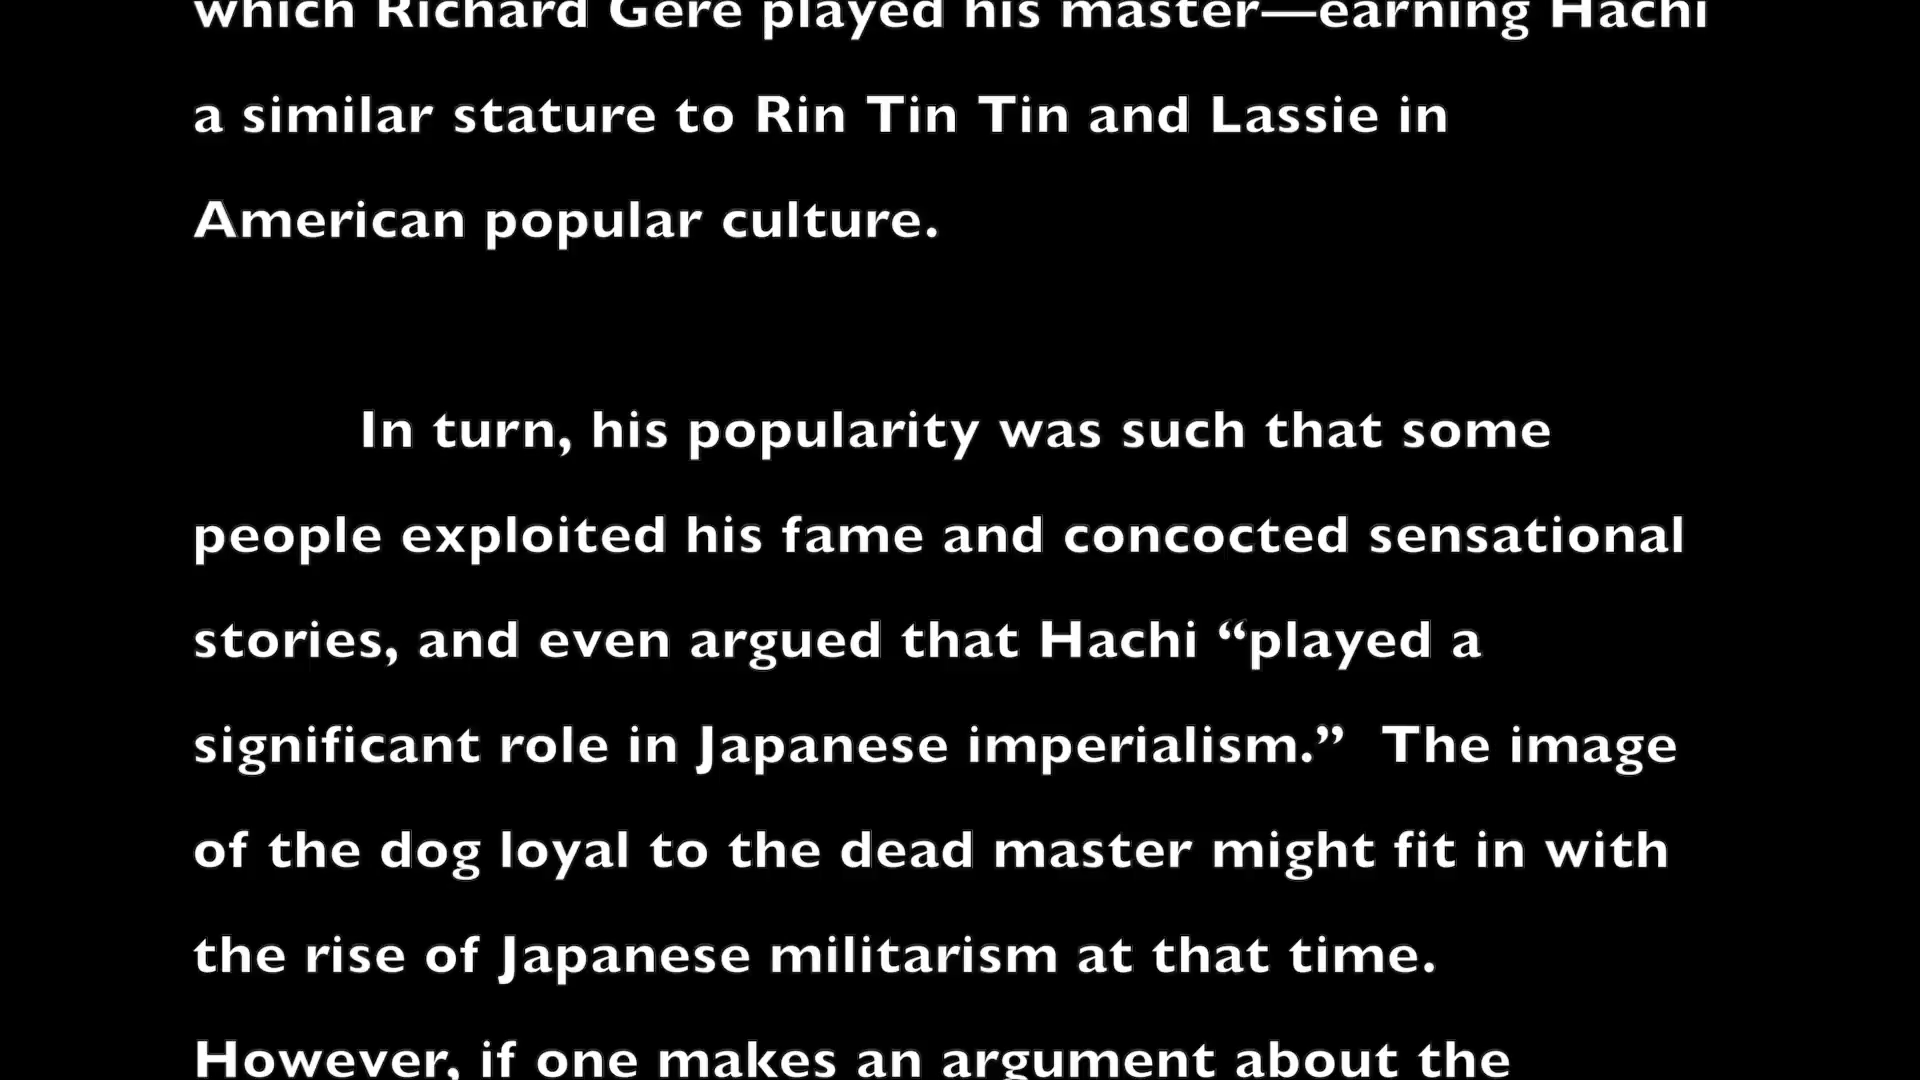 which Richard Gere played his master—earning Hachi
a similar stature to Rin Tin Tin and Lassie in
American popular culture.
In turn, his popularity was such that some
people exploited his fame and concocted sensational
stories, and even argued that Hachi “played a
significant role in Japanese imperialism.”  The image
of the dog loyal to the dead master might fit in with
the rise of Japanese militarism at that time.
However, if one makes an argument about the